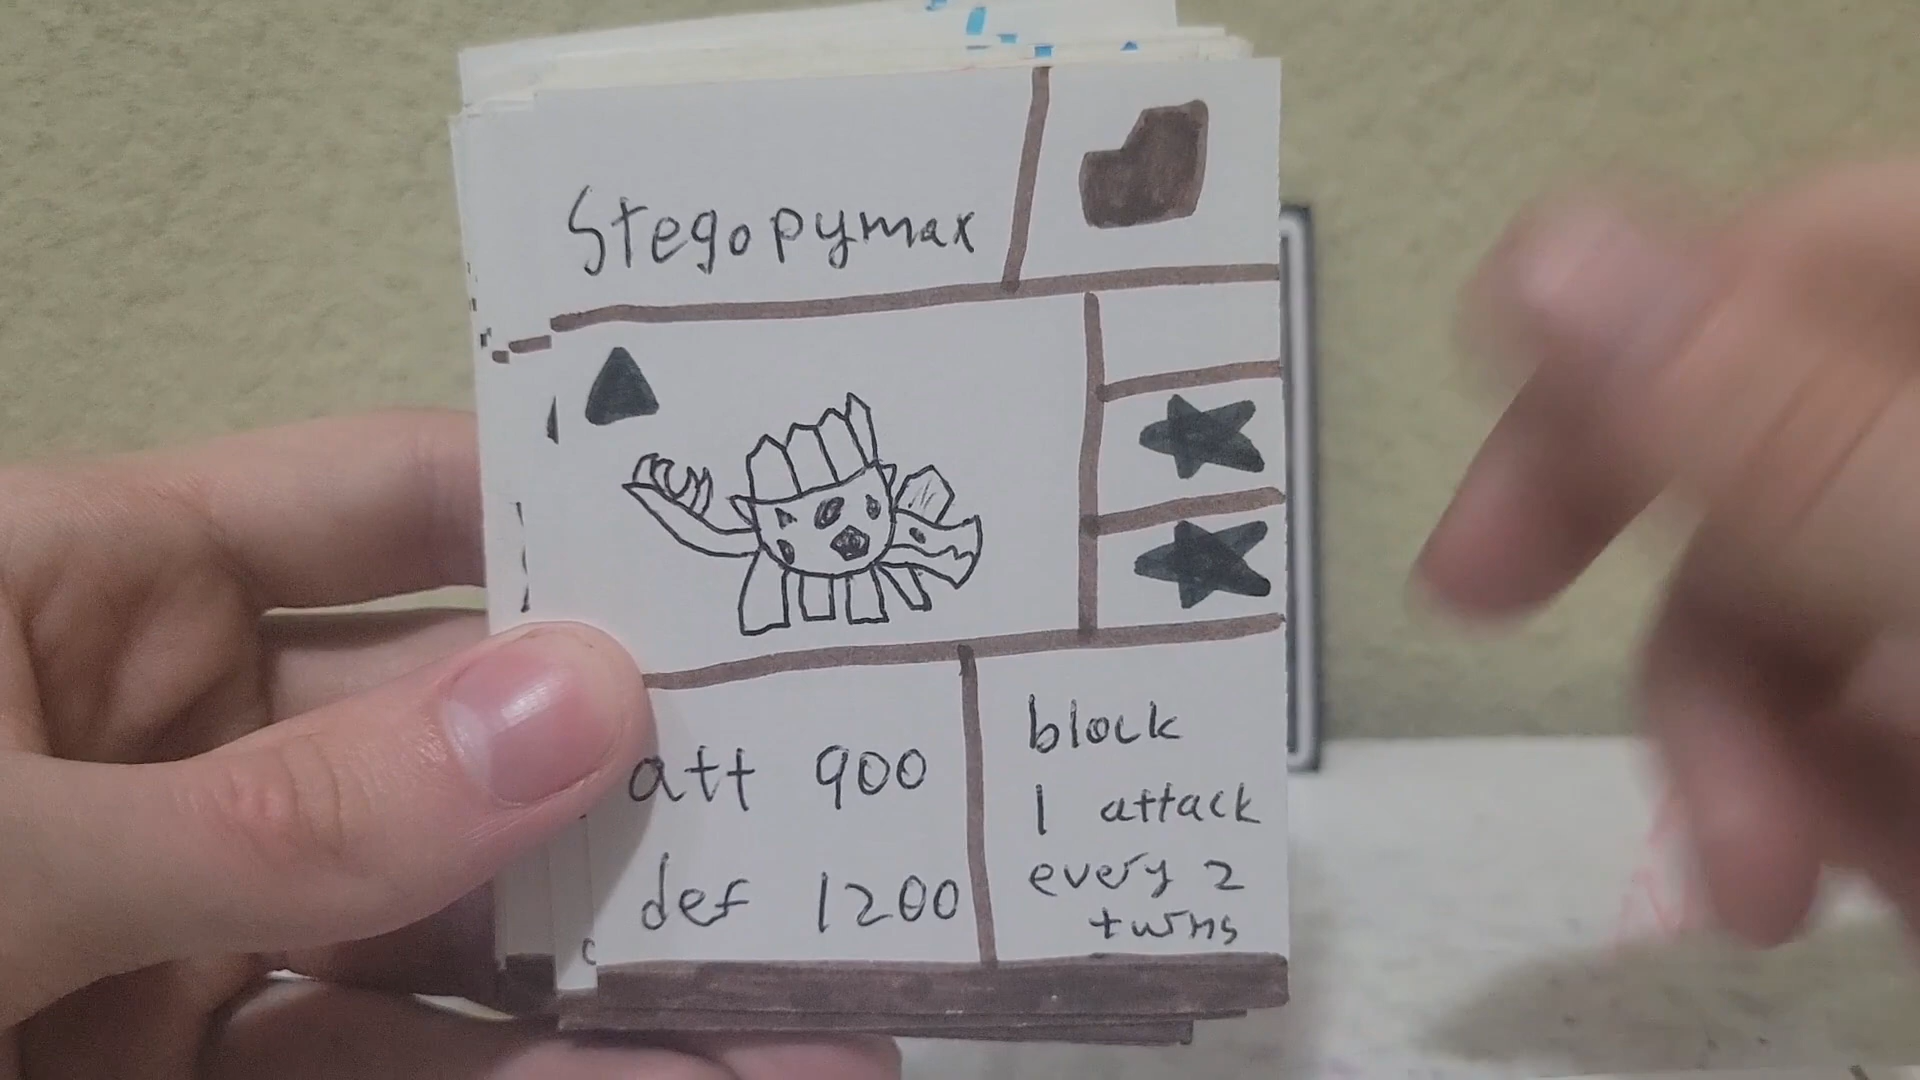 Stegopymax
att 900
def 1200
block
1 attack
every 2
turns